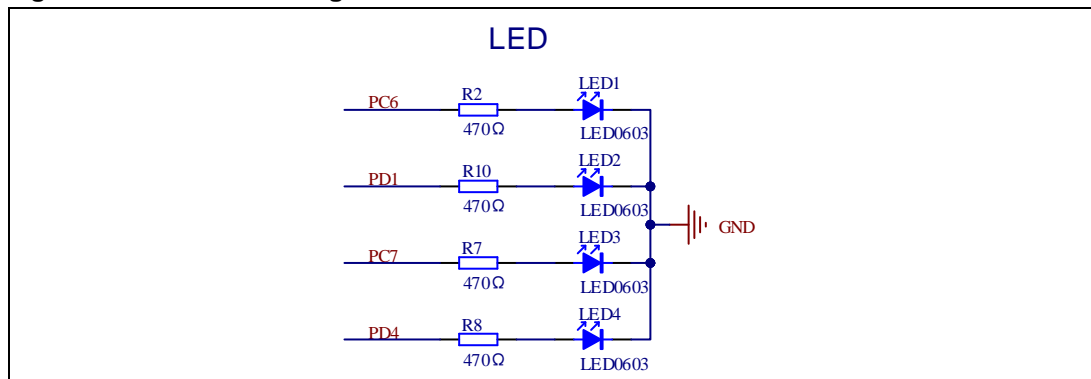 LED
LED1
PC6
R2
470Ω
LED0603
LED2
PD1
R10
470Ω
LED0603
LED3
PC7
R7
470Ω
LED0603
LED4
PD4
R8
470Ω
LED0603
GND